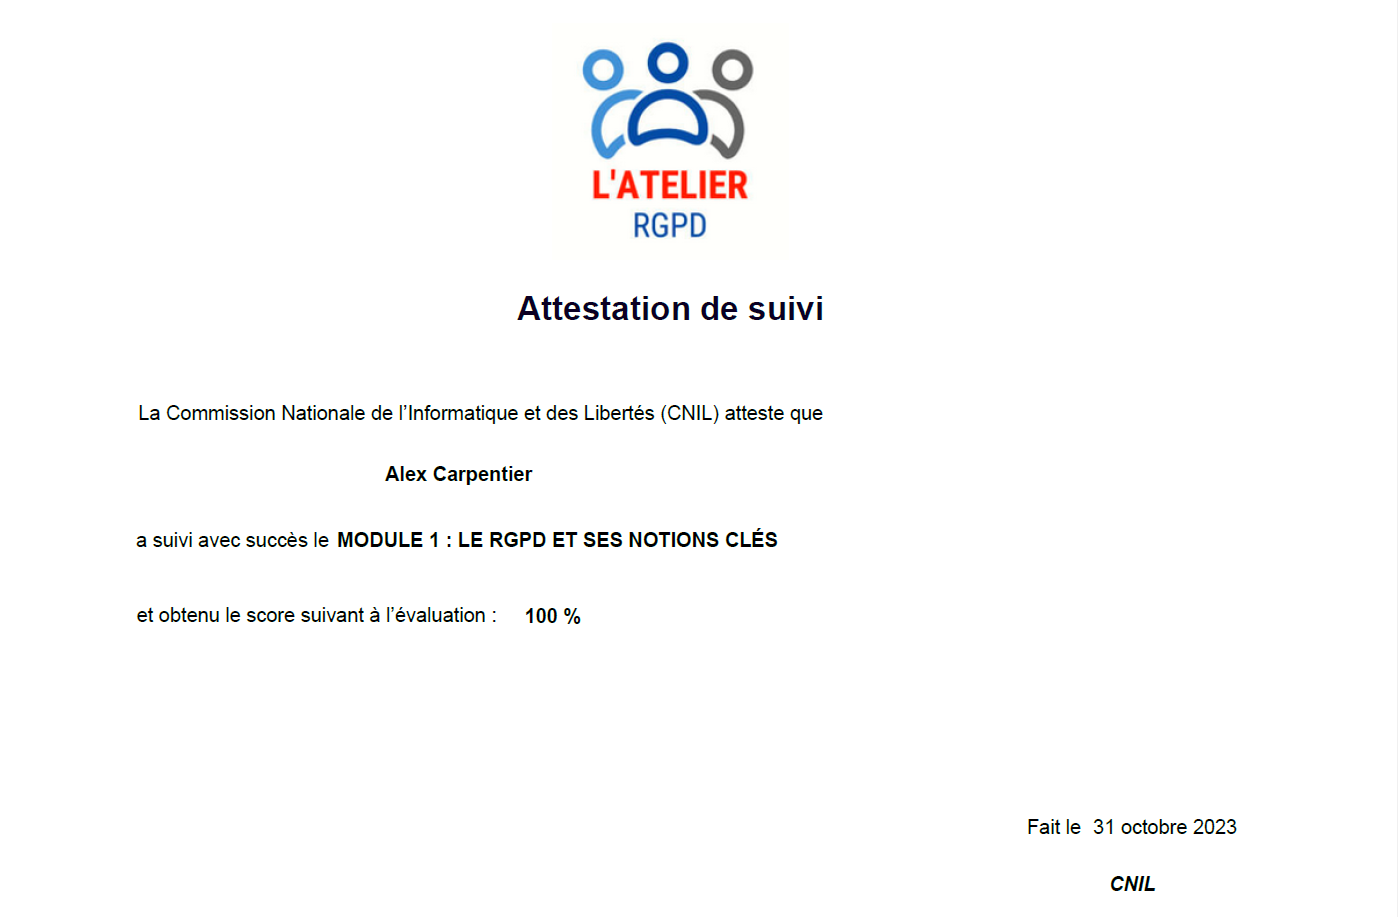 L'ATELIER
RGPD
Attestation de suivi
La Commission Nationale de l’Informatique et des Libertés (CNIL) atteste que
Alex Carpentier
a suivi avec succès le MODULE 1 : LE RGPD ET SES NOTIONS CLÉS
et obtenu le score suivant à l’évaluation : 100 %
Fait le 31 octobre 2023
CNIL